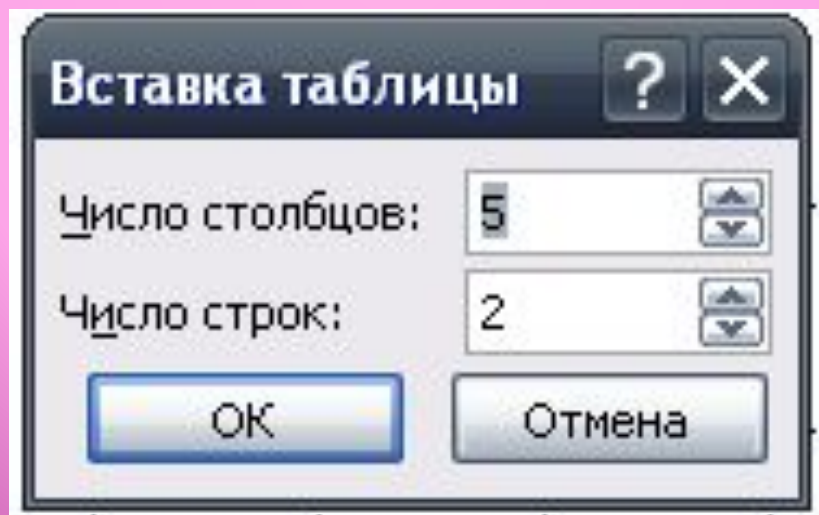 Вставка таблицы
Число столбцов: 5
Число строк: 2
ОК Отмена